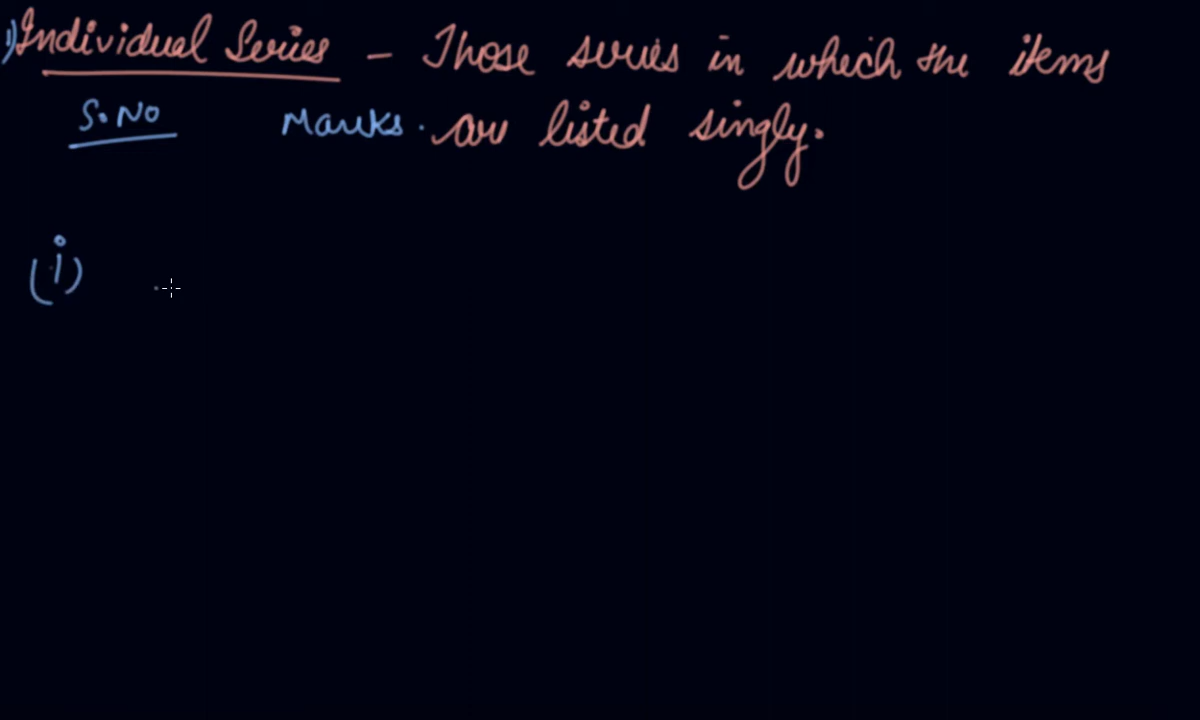 1) Individual Series - Those series in which the items
are listed singly.
S.No Marks.
(i)